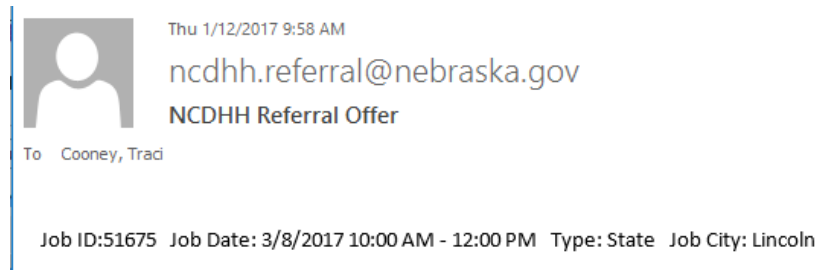 Thu 1/12/2017 9:58 AM
ncdhh.referral@nebraska.gov
NCDHH Referral Offer
To Cooney, Traci
Job ID:51675 Job Date: 3/8/2017 10:00 AM - 12:00 PM Type: State Job City: Lincoln